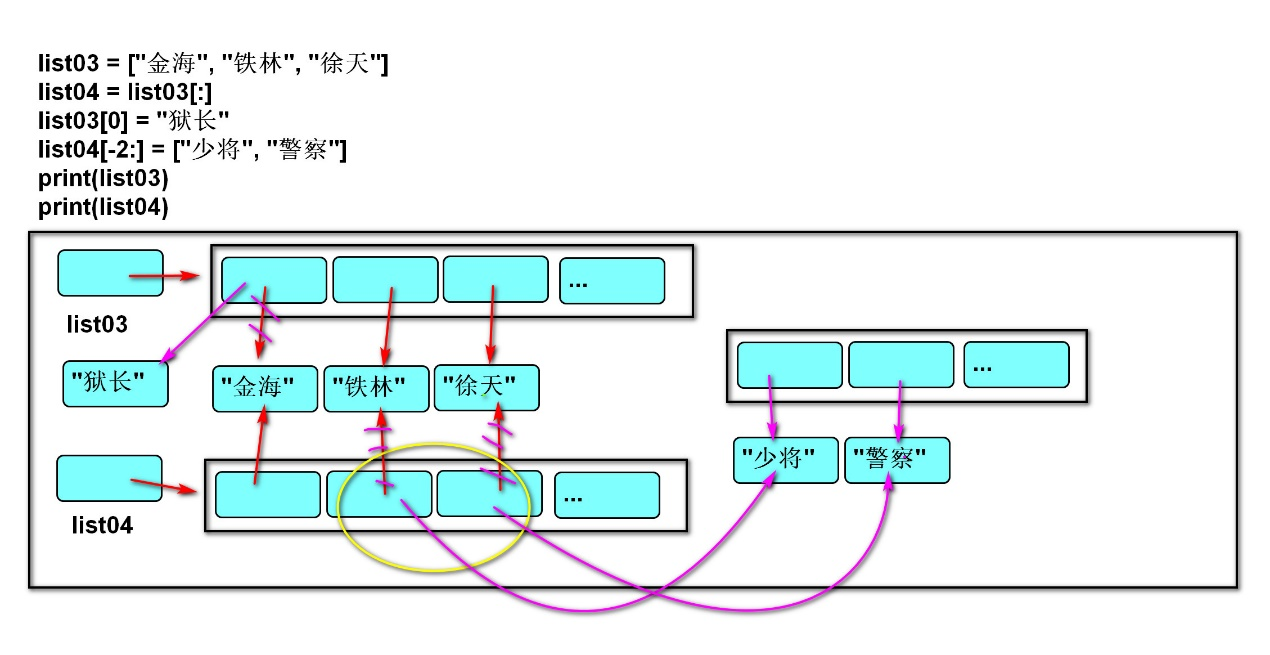 list03 = ["金海", "铁林", "徐天"]
list04 = list03[:]
list03[0] = "狱长"
list04[-2:] = ["少将", "警察"]
print(list03)
print(list04)
...
list03
"狱长"
"金海"
"铁林"
"徐天"
...
"少将"
"警察"
...
list04